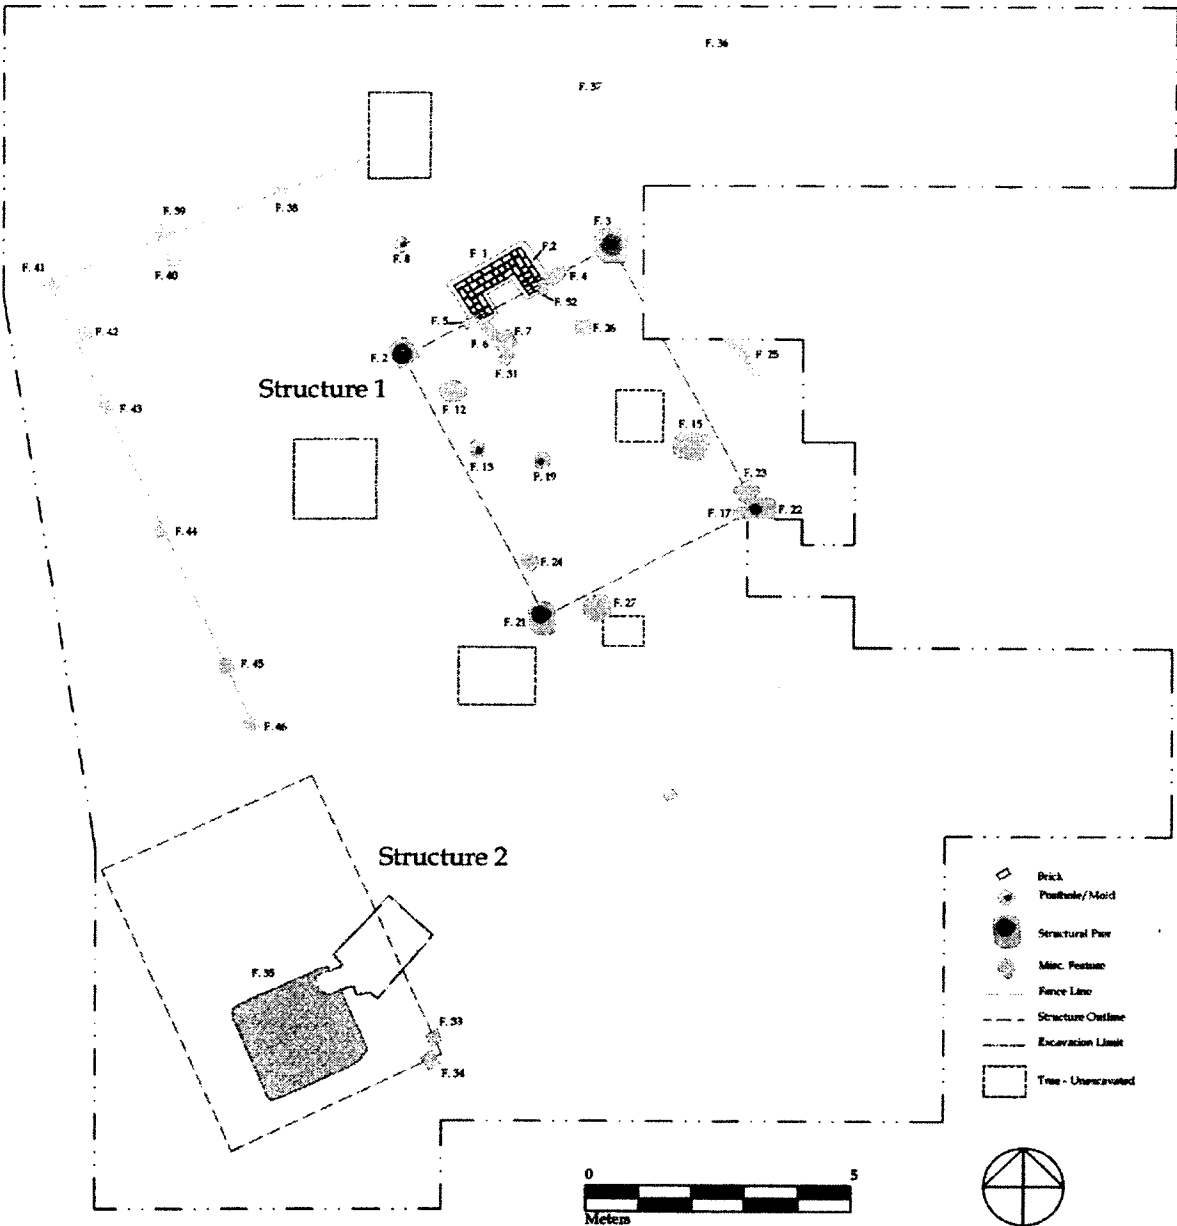 F. 36
F. 37
F. 39
F. 38
F. 3
F. 41
F. 40
F. 8
F. 1
F.2
F. 4
F. 52
F. 42
F. 5
F. 6
F. 7
F. 26
F. 2
F. 31
F. 25
Structure 1
F. 43
F. 12
F. 15
F. 13
F. 19
F. 23
F. 44
F. 17
F. 22
F. 24
F. 21
F. 27
F. 45
F. 46
Structure 2
F. 35
F. 33
F. 34
Brick
Posthole/Mold
Structural Pier
Misc. Feature
Fence Line
Structure Outline
Excavation Limit
Tree - Unexcavated
0
5
Meters